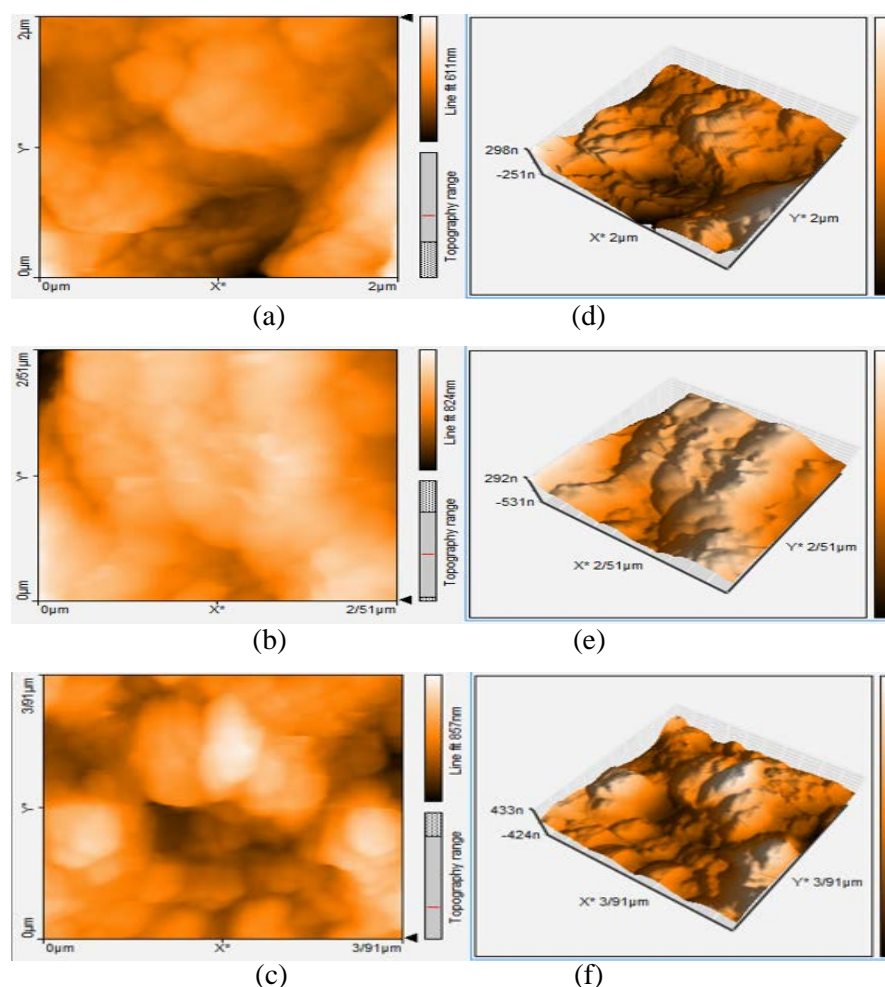 2µm
Y*
0µm
0µm
X*
2µm
Line fit 611nm
Topography range
298n
-251n
X* 2µm
Y* 2µm
(a)
(d)
2/51µm
Y*
0µm
0µm
X*
2/51µm
Line fit 824nm
Topography range
292n
-531n
X* 2/51µm
Y* 2/51µm
(b)
(e)
3/91µm
Y*
0µm
0µm
X*
3/91µm
Line fit 857nm
Topography range
433n
-424n
X* 3/91µm
Y* 3/91µm
(c)
(f)